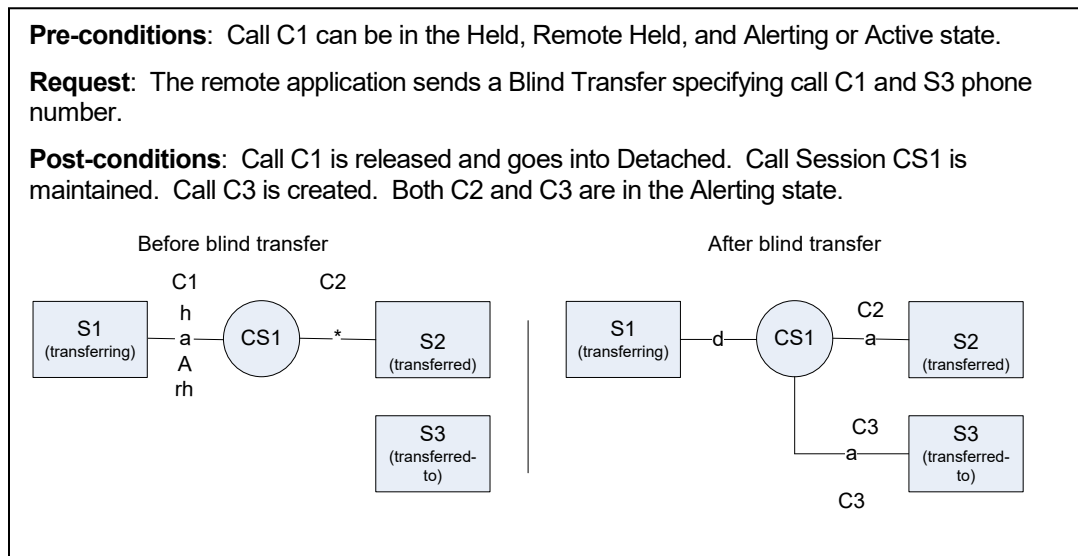 Pre-conditions: Call C1 can be in the Held, Remote Held, and Alerting or Active state.
Request: The remote application sends a Blind Transfer specifying call C1 and S3 phone
number.
Post-conditions: Call C1 is released and goes into Detached. Call Session CS1 is
maintained. Call C3 is created. Both C2 and C3 are in the Alerting state.
Before blind transfer
C1
C2
S1
(transferring)
h
a
A
rh
CS1
*
S2
(transferred)
S3
(transferred-
to)
After blind transfer
S1
(transferring)
d
CS1
C2
a
S2
(transferred)
C3
a
C3
S3
(transferred-
to)